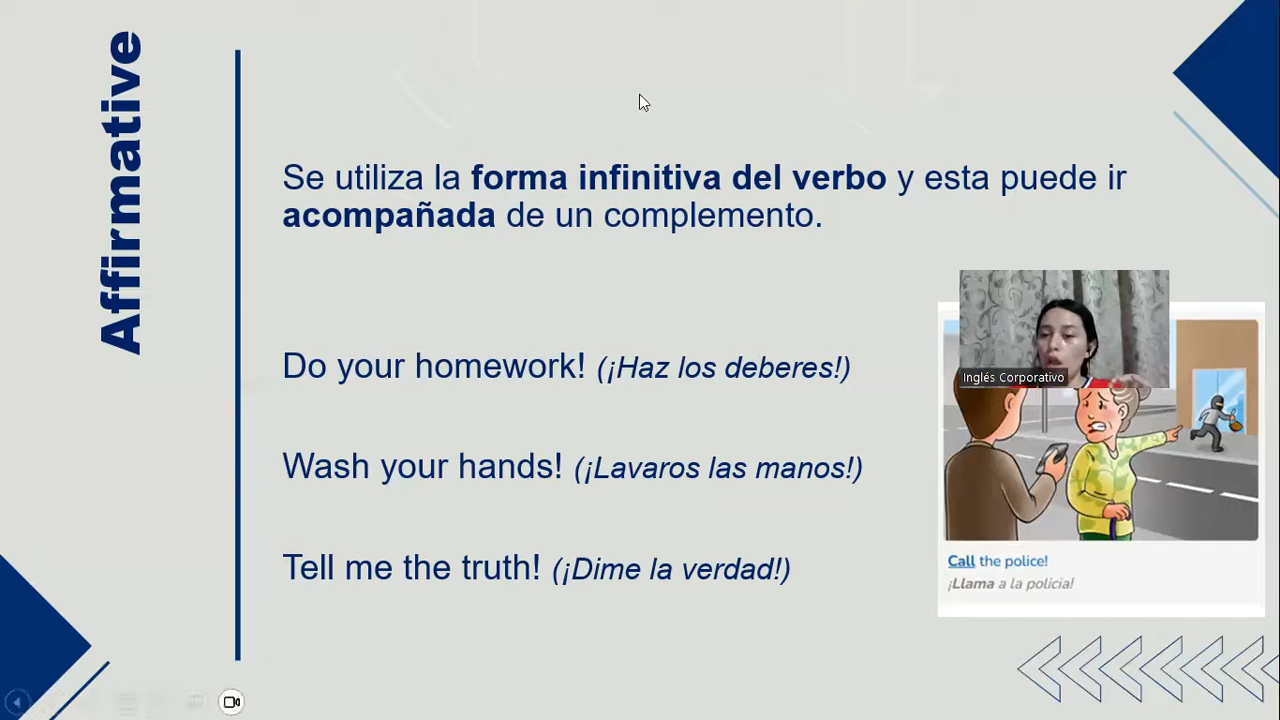 Affirmative
Se utiliza la forma infinitiva del verbo y esta puede ir
acompañada de un complemento.
Do your homework! (¡Haz los deberes!)
Wash your hands! (¡Lavaros las manos!)
Tell me the truth! (¡Dime la verdad!)
Inglés Corporativo
Call the police!
¡Llama a la policia!